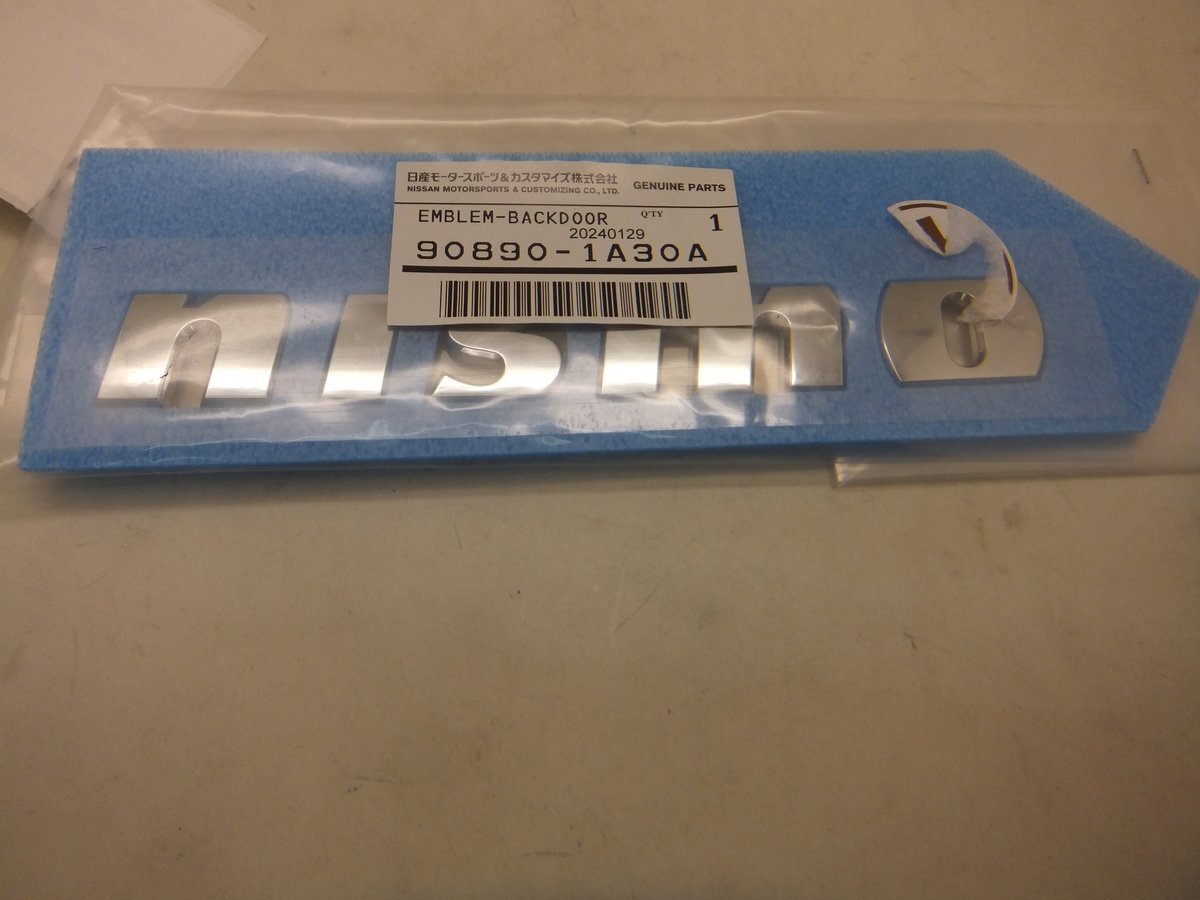 日産モータースポーツ&カスタマイズ株式会社
NISSAN MOTORSPORTS & CUSTOMIZING CO., LTD. GENUINE PARTS
EMBLEM-BACKDOOR Q'TY 1
20240129
90890-1A30A
nismo